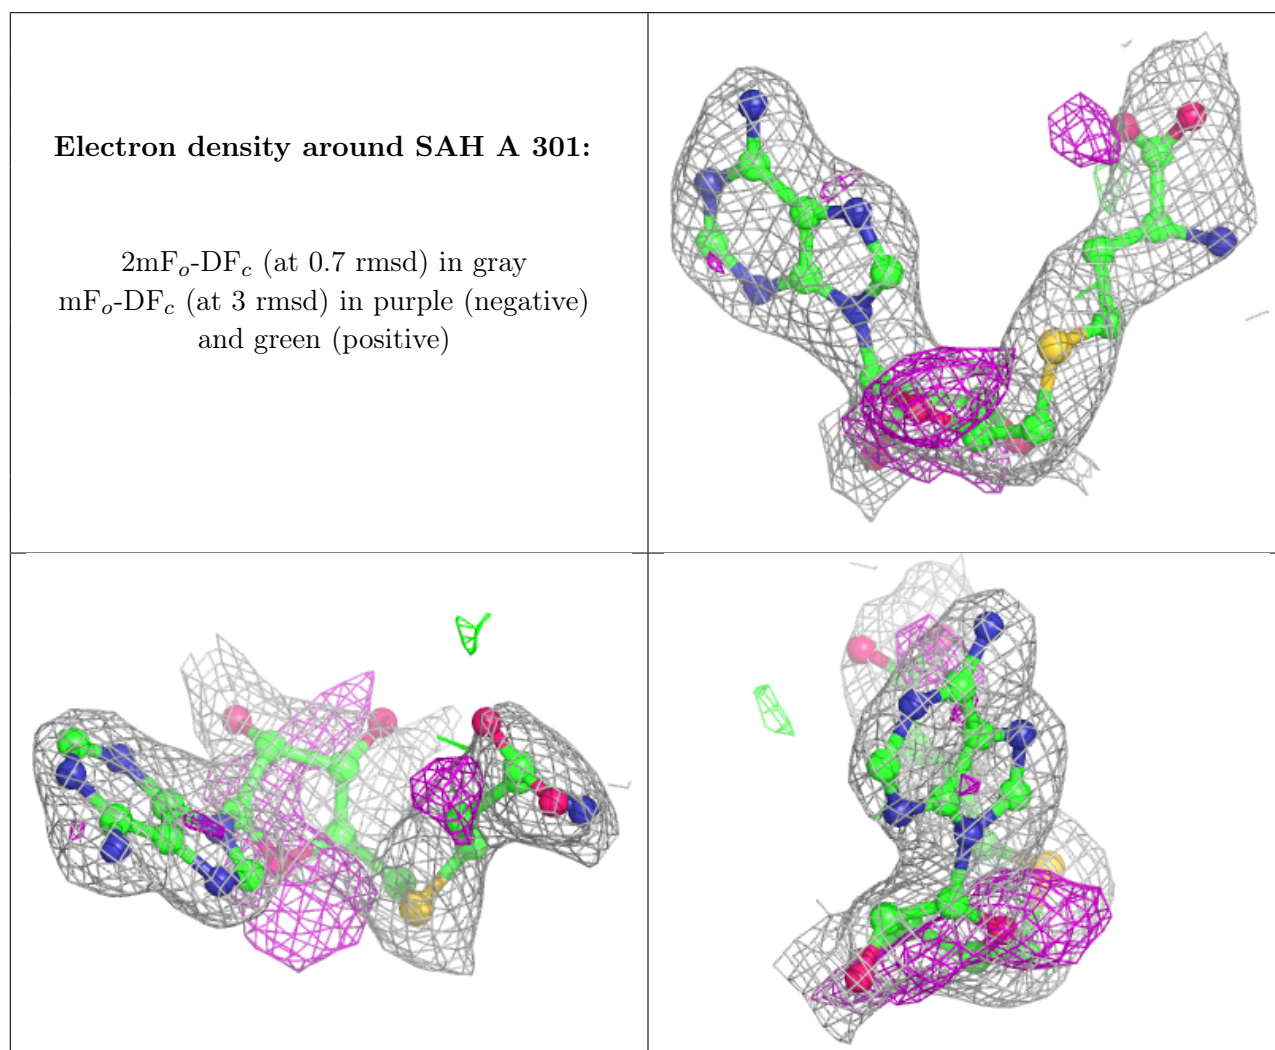 Electron density around SAH A 301:
2mFo-DFc (at 0.7 rmsd) in gray
mFo-DFc (at 3 rmsd) in purple (negative)
and green (positive)